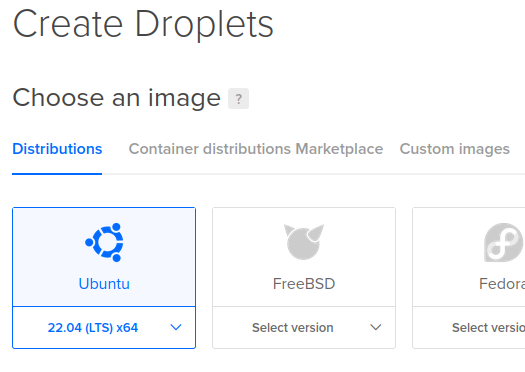 Create Droplets
Choose an image ?
Distributions Container distributions Marketplace Custom images
Ubuntu FreeBSD Fedora
22.04 (LTS) x64 Select version Select versio